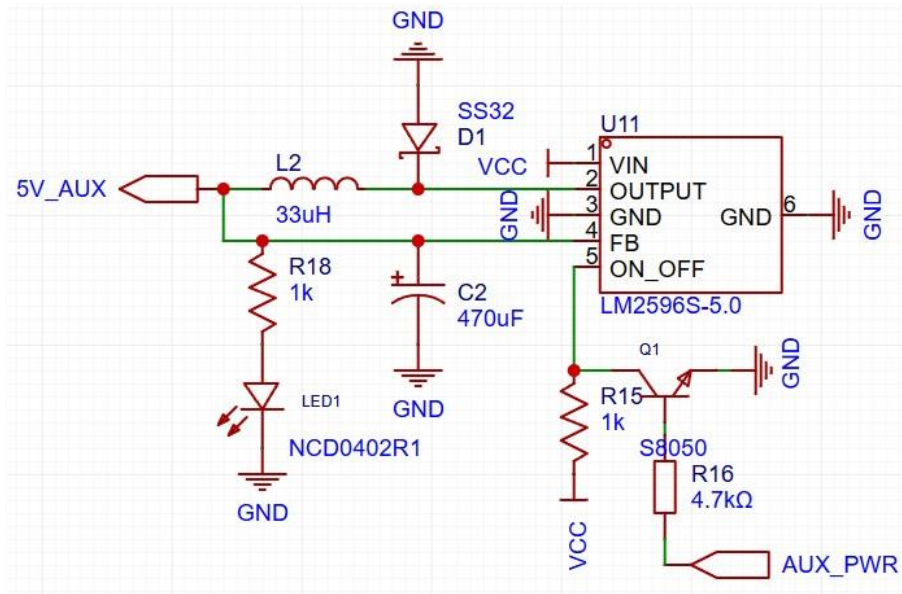 GND
SS32
D1
U11
L2
VCC
1
VIN
5V_AUX
2
OUTPUT
33uH
GND
3
GND
GND
6
GND
4
FB
R18
5
ON_OFF
1k
C2
470uF
LM2596S-5.0
Q1
GND
R15
1k
LED1
GND
NCD0402R1
S8050
R16
4.7kΩ
GND
VCC
AUX_PWR